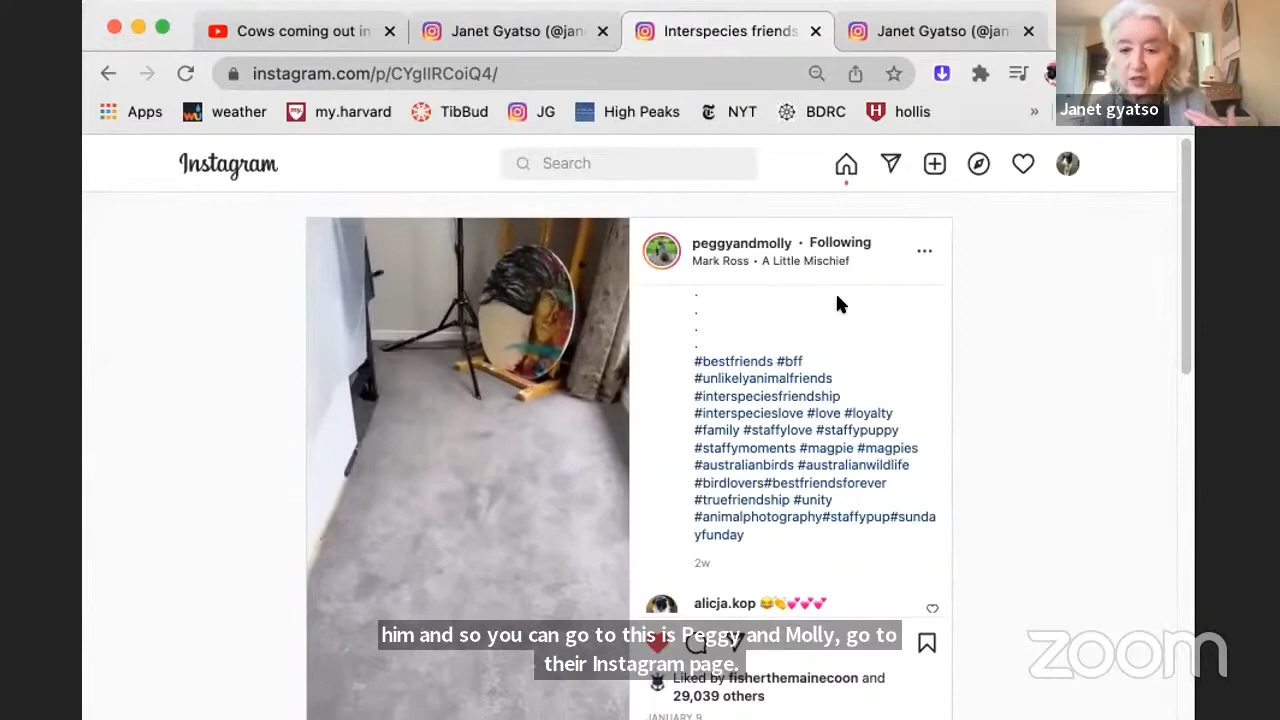 Cows coming out in
Janet Gyatso (@jan
Interspecies friends
Janet Gyatso (@jan
instagram.com/p/CYgllRCoiQ4/
Apps
weather
my.harvard
TibBud
JG
High Peaks
NYT
BDRC
hollis
»
Janet gyatso
Instagram
Search
peggyandmolly • Following
Mark Ross • A Little Mischief
.
.
.
.
#bestfriends #bff
#unlikelyanimalfriends
#interspeciesfriendship
#interspecieslove #love #loyalty
#family #staffylove #staffypuppy
#staffymoments #magpie #magpies
#australianbirds #australianwildlife
#birdlovers#bestfriendsforever
#truefriendship #unity
#animalphotography#staffypup#sunda
yfunday
2w
alicja.kop 😂👏💕💕💕
him and so you can go to this is Peggy and Molly, go to
their Instagram page.
Liked by fisherthemainecoon and
29,039 others
JANUARY 9
zoom